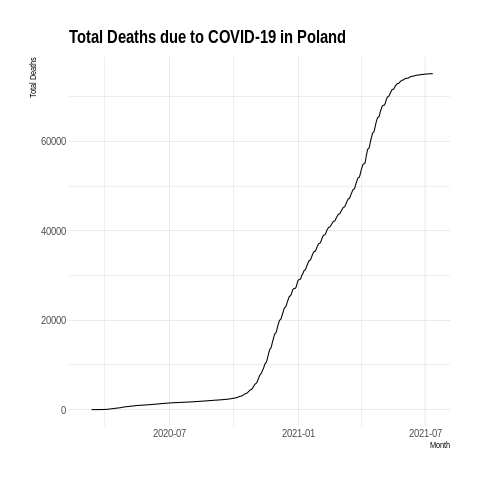 Total Deaths due to COVID-19 in Poland
Total Deaths
60000
40000
20000
0
2020-07 2021-01 2021-07
Month